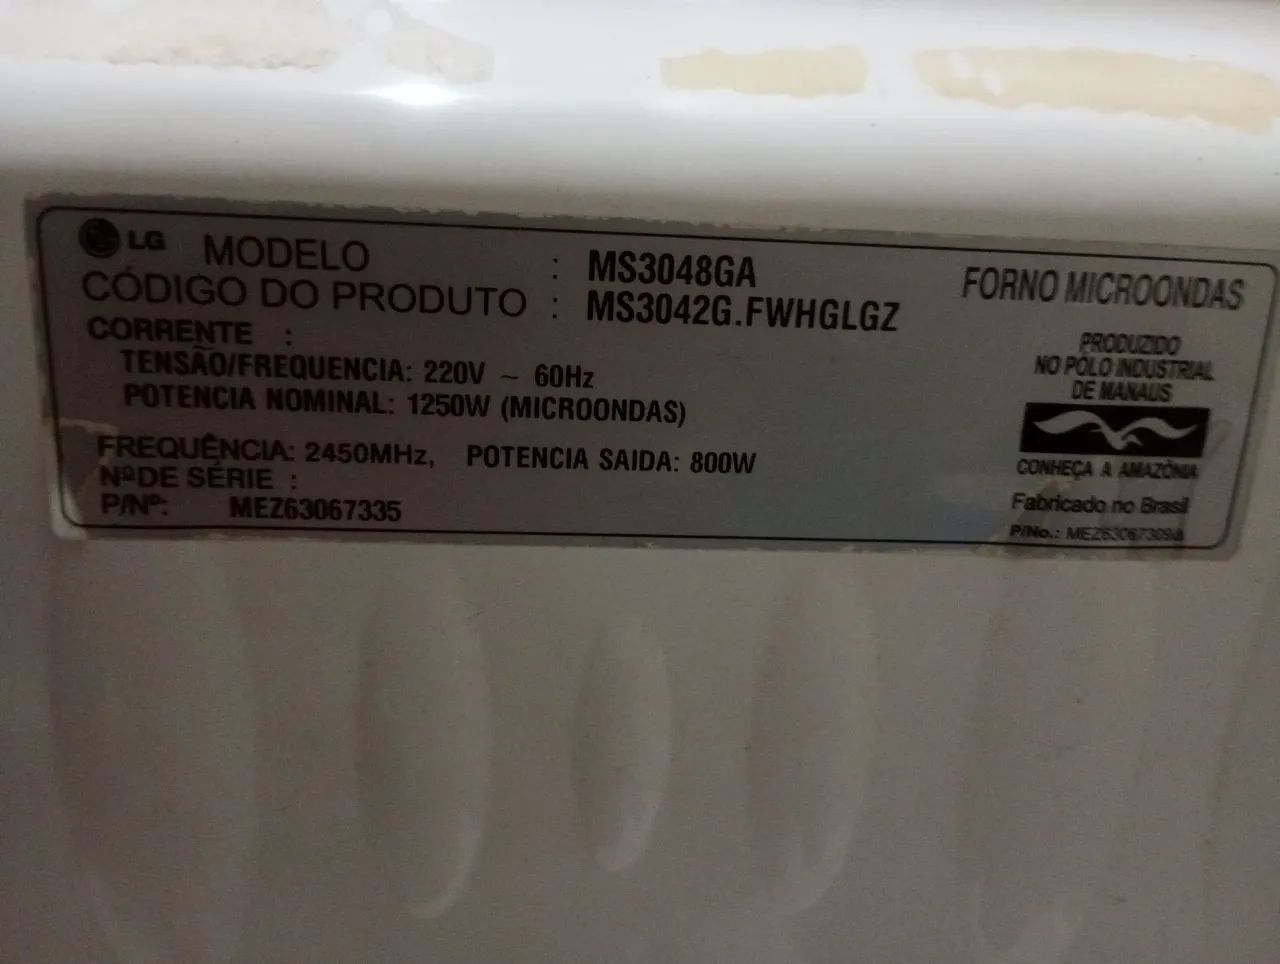 LG MODELO : MS3048GA
CÓDIGO DO PRODUTO : MS3042G.FWHGLGZ
CORRENTE :
TENSÃO/FREQUENCIA: 220V ~ 60Hz
POTENCIA NOMINAL: 1250W (MICROONDAS)
FREQUÊNCIA: 2450MHz, POTENCIA SAIDA: 800W
NºDE SÉRIE :
P/Nº: MEZ63067335
FORNO MICROONDAS
PRODUZIDO
NO PÓLO INDUSTRIAL
DE MANAUS
CONHEÇA A AMAZÔNIA
Fabricado no Brasil
P/No.: